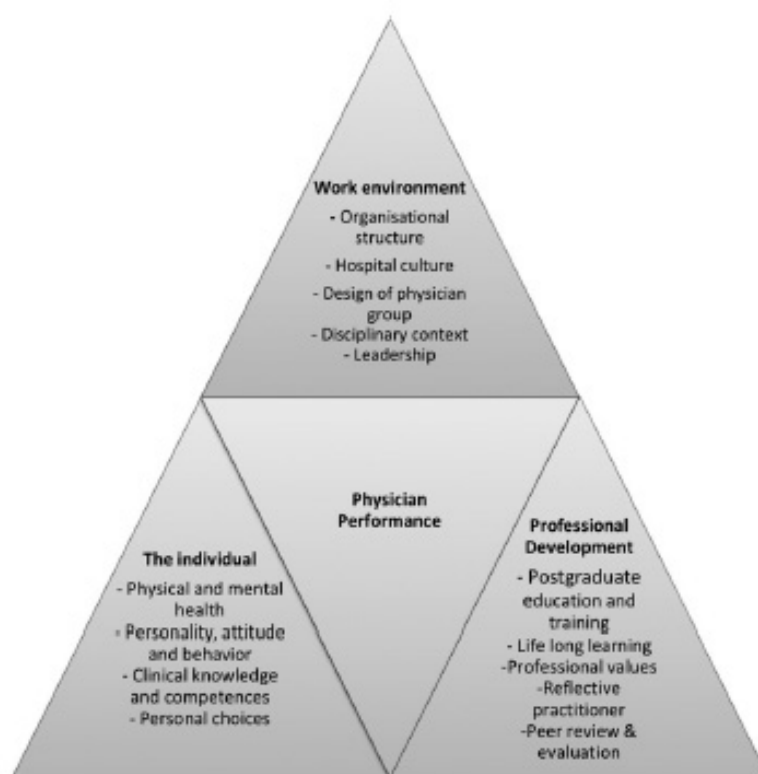 Work environment
- Organisational
structure
- Hospital culture
- Design of physician
group
- Disciplinary context
- Leadership
Physician
Performance
The individual
- Physical and mental
health
- Personality, attitude
and behavior
- Clinical knowledge
and competences
- Personal choices
Professional
Development
- Postgraduate
education and
training
- Life long learning
-Professional values
-Reflective
practitioner
-Peer review &
evaluation